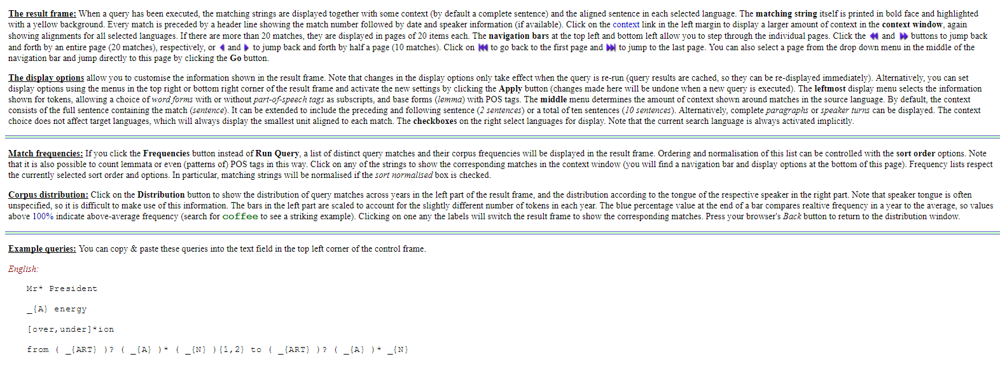 The result frame: When a query has been executed, the matching strings are displayed together with some context (by default a complete sentence) and the aligned sentence in each selected language. The matching string itself is printed in bold face and highlighted
with a yellow background. Every match is preceded by a header line showing the match number followed by date and speaker information (if available). Click on the context link in the left margin to display a larger amount of context in the context window, again
showing alignments for all selected languages. If there are more than 20 matches, they are displayed in pages of 20 items each. The navigation bars at the top left and bottom left allow you to step through the individual pages. Click the and buttons to jump back
and forth by an entire page (20 matches), respectively, or and to jump back and forth by half a page (10 matches). Click on to go back to the first page and to jump to the last page. You can also select a page from the drop down menu in the middle of the
navigation bar and jump directly to this page by clicking the Go button.
The display options allow you to customise the information shown in the result frame. Note that changes in the display options only take effect when the query is re-run (query results are cached, so they can be re-displayed immediately). Alternatively, you can set
display options using the menus in the top right or bottom right corner of the result frame and activate the new settings by clicking the Apply button (changes made here will be undone when a new query is executed). The leftmost display menu selects the information
shown for tokens, allowing a choice of word forms with or without part-of-speech tags as subscripts, and base forms (lemma) with POS tags. The middle menu determines the amount of context shown around matches in the source language. By default, the context
consists of the full sentence containing the match (sentence). It can be extended to include the preceding and following sentence (2 sentences) or a total of ten sentences (10 sentences). Alternatively, complete paragraphs or speaker turns can be displayed. The context
choice does not affect target languages, which will always display the smallest unit aligned to each match. The checkboxes on the right select languages for display. Note that the current search language is always activated implicitly.
Match frequencies: If you click the Frequencies button instead of Run Query, a list of distinct query matches and their corpus frequencies will be displayed in the result frame. Ordering and normalisation of this list can be controlled with the sort order options. Note
that it is also possible to count lemmata or even (patterns of) POS tags in this way. Click on any of the strings to show the corresponding matches in the context window (you will find a navigation bar and display options at the bottom of this page). Frequency lists respect
the currently selected sort order and options. In particular, matching strings will be normalised if the sort normalised box is checked.
Corpus distribution: Click on the Distribution button to show the distribution of query matches across years in the left part of the result frame, and the distribution according to the tongue of the respective speaker in the right part. Note that speaker tongue is often
unspecified, so it is difficult to make use of this information. The bars in the left part are scaled to account for the slightly different number of tokens in each year. The blue percentage value at the end of a bar compares realtive frequency in a year to the average, so values
above 100% indicate above-average frequency (search for coffee to see a striking example). Clicking on one any the labels will switch the result frame to show the corresponding matches. Press your browser's Back button to return to the distribution window.
Example queries: You can copy & paste these queries into the text field in the top left corner of the control frame.
English:
Mr* President
_{A} energy
[over,under]*ion
from ( _{ART} )? ( _{A} )* ( _{N} ){1,2} to ( _{ART} )? ( _{A} )* _{N}